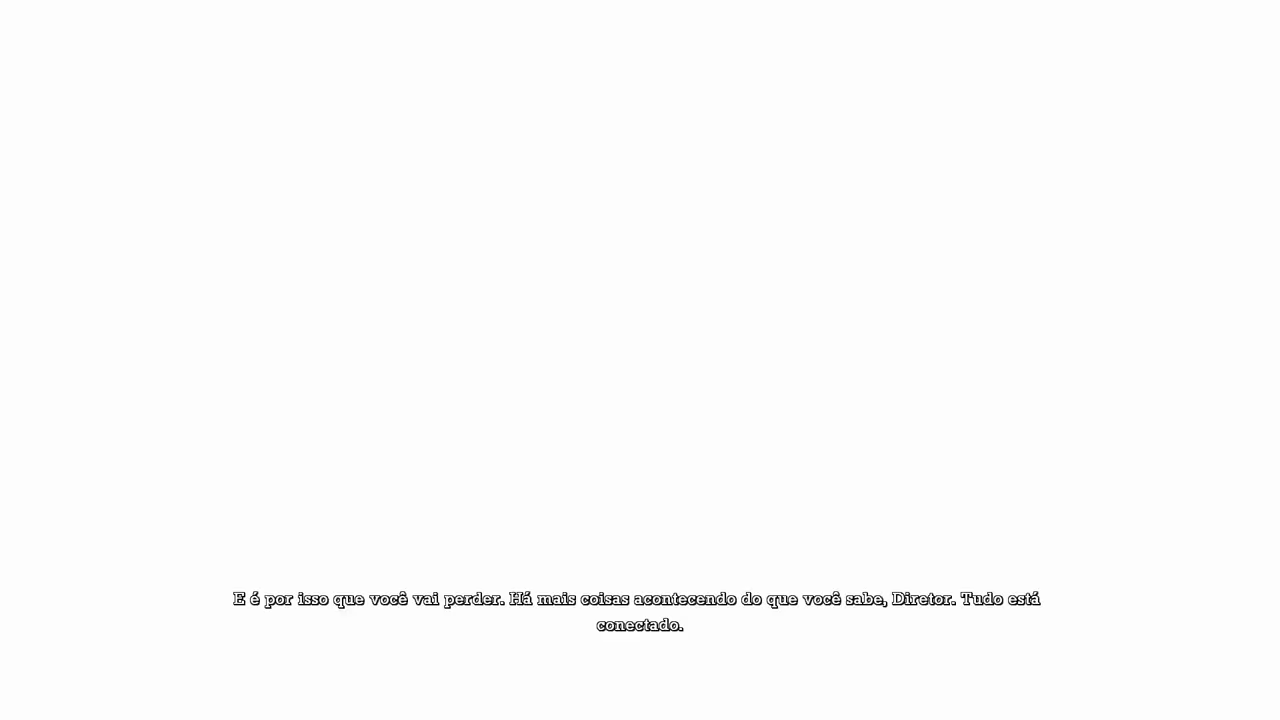 E é por isso que você vai perder. Há mais coisas acontecendo do que você sabe, Diretor. Tudo está
conectado.